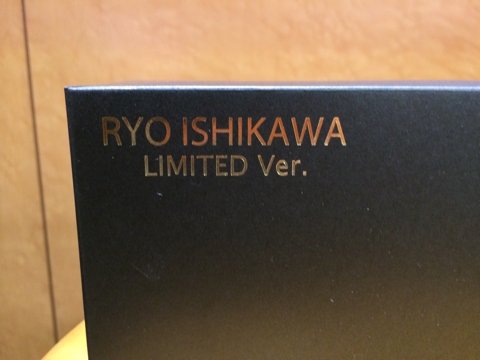 RYO ISHIKAWA
LIMITED Ver.